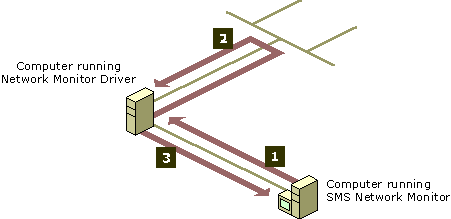 2
Computer running
Network Monitor Driver
1
3
Computer running
SMS Network Monitor